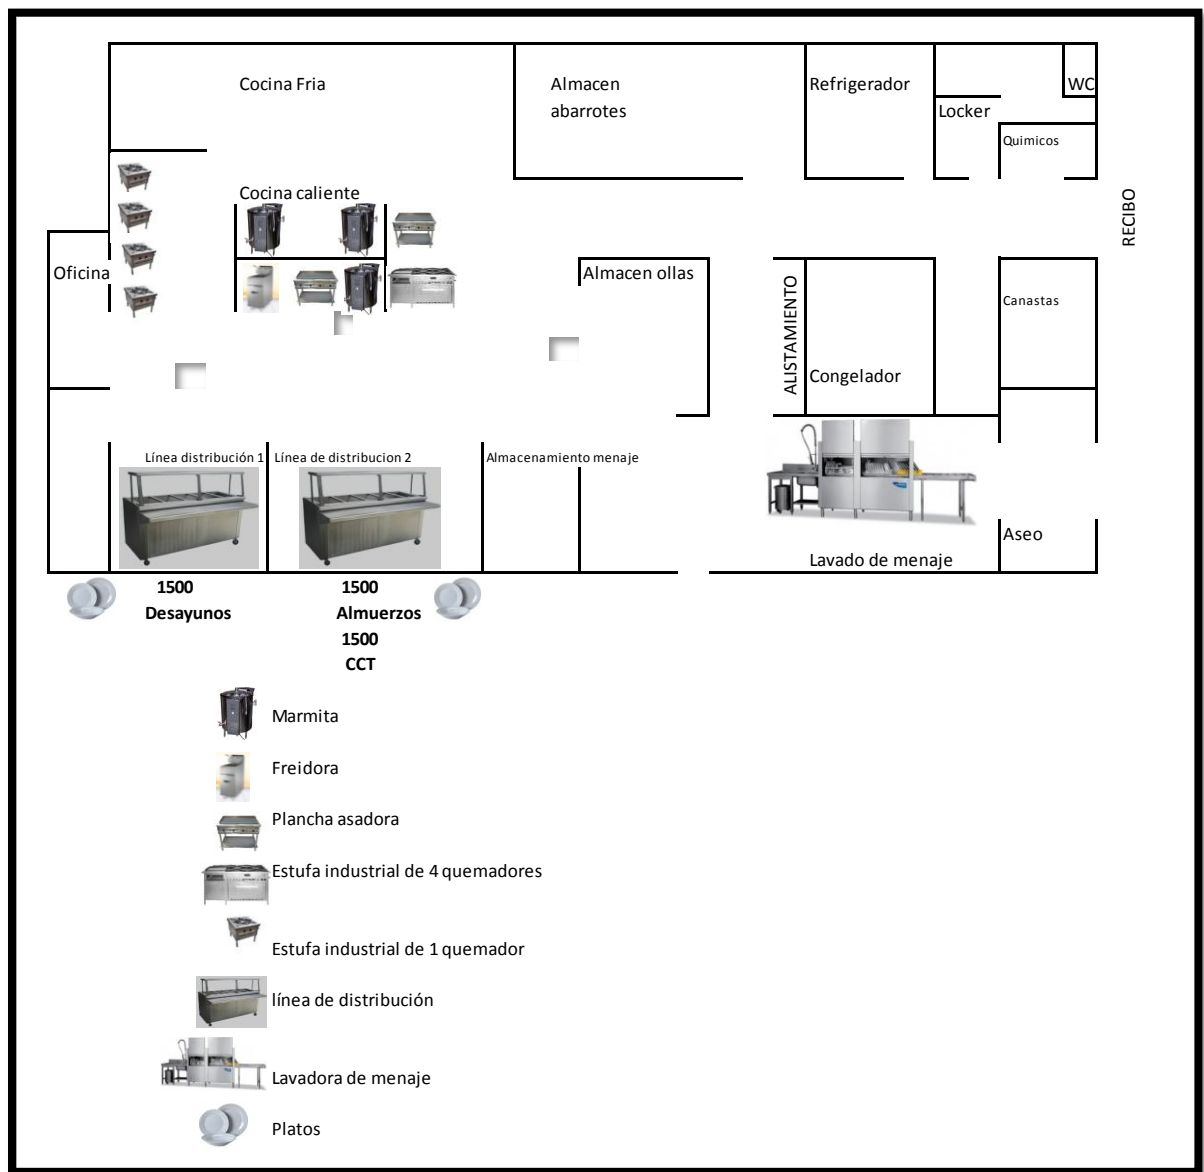 Cocina Fria
Almacen
abarrotes
Refrigerador
WC
Locker
Quimicos
RECIBO
Cocina caliente
Oficina
Almacen ollas
ALISTAMIENTO
Canastas
Congelador
Línea distribución 1
Línea de distribucion 2
Almacenamiento menaje
Aseo
Lavado de menaje
1500
Desayunos
1500
Almuerzos
1500
CCT
Marmita
Freidora
Plancha asadora
Estufa industrial de 4 quemadores
Estufa industrial de 1 quemador
línea de distribución
Lavadora de menaje
Platos